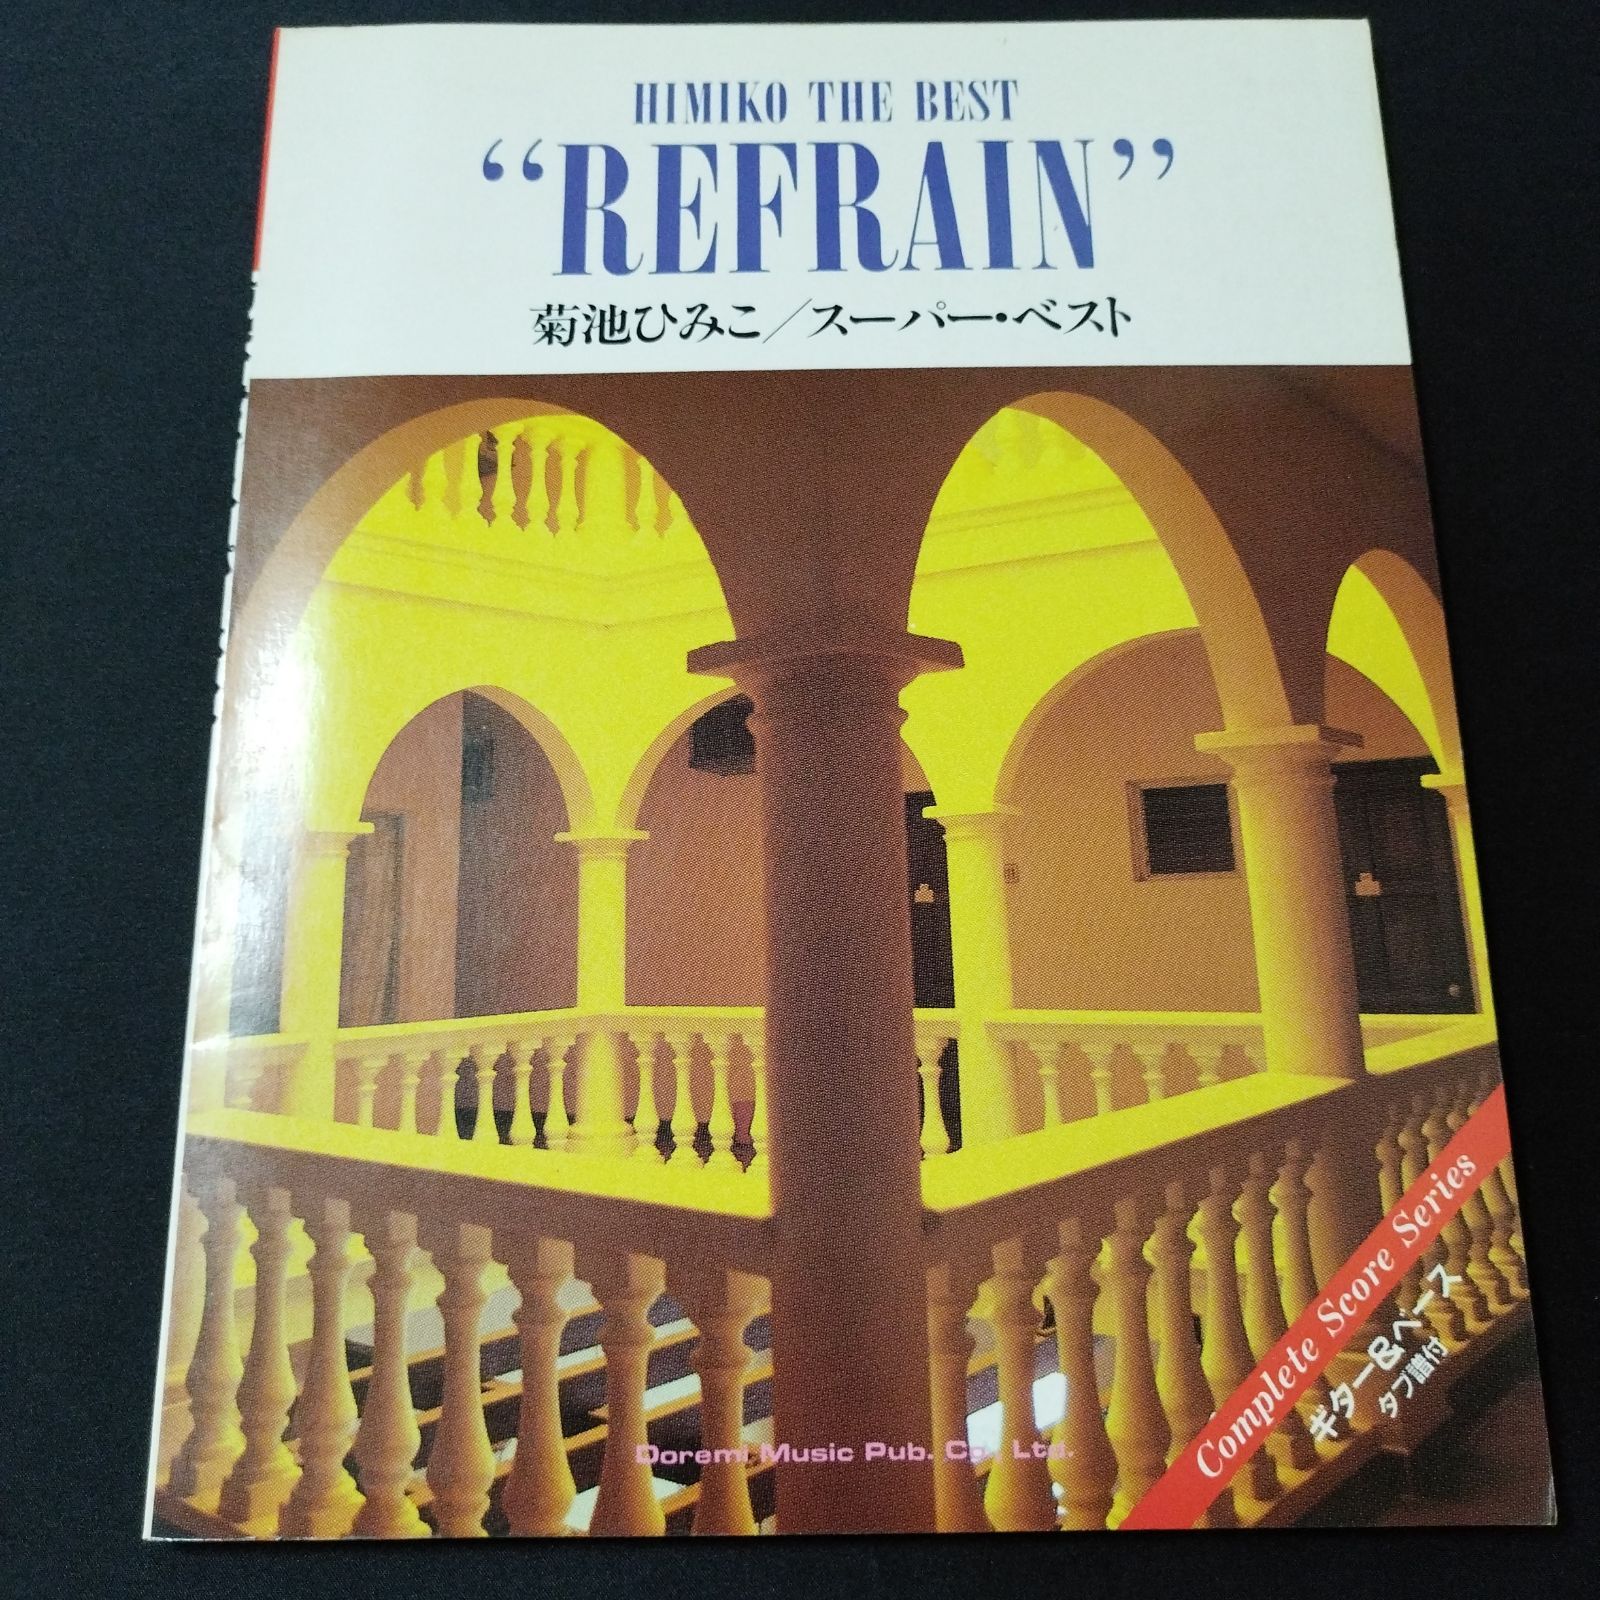 HIMIKO THE BEST
“REFRAIN”
菊池ひみこ／スーパー・ベスト
Complete Score Series
ギター&ベース
タブ譜付
Doremi Music Pub. Co., Ltd.